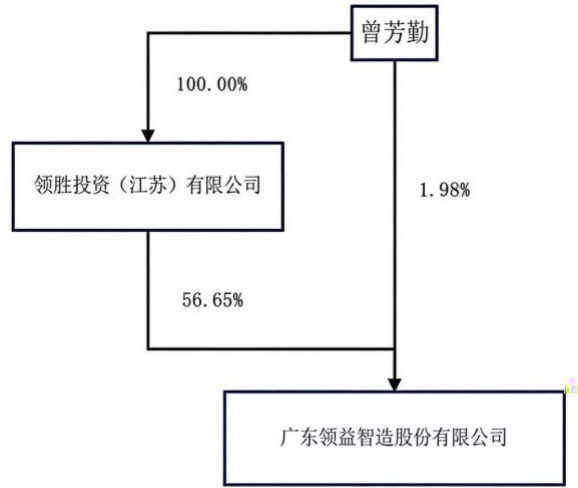 曾芳勤
100.00%
领胜投资（江苏）有限公司
1.98%
56.65%
广东领益智造股份有限公司